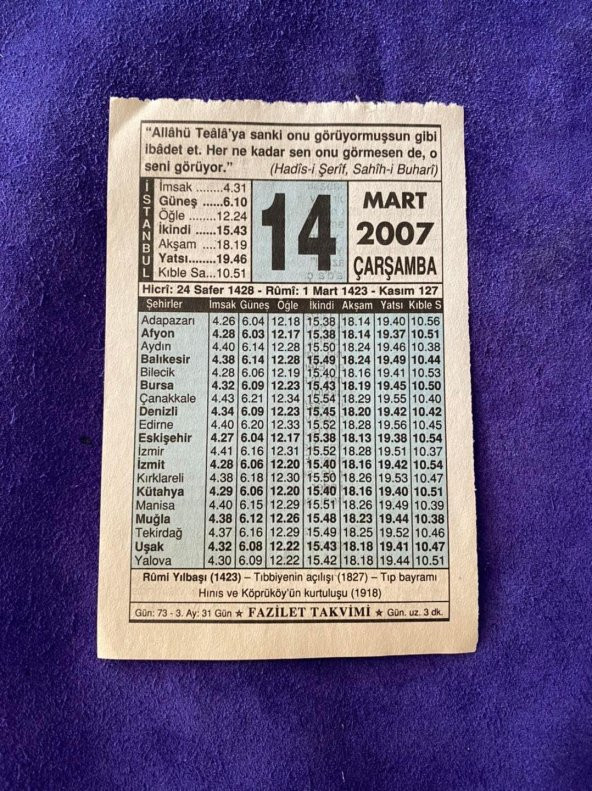 “Allâhü Teâlâ'ya sanki onu görüyormuşsun gibi
ibâdet et. Her ne kadar sen onu görmesen de, o
seni görüyor.” (Hadîs-i Şerîf, Sahîh-i Buharî)
İSTANBUL
İmsak ........4.31
Güneş ......6.10
Öğle ........12.24
İkindi ......15.43
Akşam ....18.19
Yatsı........19.46
Kıble Sa...10.51
14
MART
2007
ÇARŞAMBA
Hicrî: 24 Safer 1428 - Rûmî: 1 Mart 1423 - Kasım 127
Şehirler İmsak Güneş Öğle İkindi Akşam Yatsı Kıble S
Adapazarı 4.26 6.04 12.18 15.38 18.14 19.40 10.56
Afyon 4.28 6.03 12.17 15.38 18.14 19.37 10.51
Aydın 4.40 6.14 12.28 15.50 18.24 19.46 10.38
Balıkesir 4.38 6.14 12.28 15.49 18.24 19.49 10.44
Bilecik 4.28 6.06 12.19 15.40 18.16 19.41 10.53
Bursa 4.32 6.09 12.23 15.43 18.19 19.45 10.50
Çanakkale 4.43 6.21 12.34 15.54 18.29 19.55 10.40
Denizli 4.34 6.09 12.23 15.45 18.20 19.42 10.42
Edirne 4.40 6.20 12.33 15.52 18.28 19.56 10.45
Eskişehir 4.27 6.04 12.17 15.38 18.13 19.38 10.54
İzmir 4.41 6.16 12.31 15.52 18.28 19.51 10.37
İzmit 4.28 6.06 12.20 15.40 18.16 19.42 10.54
Kırklareli 4.38 6.18 12.30 15.50 18.26 19.53 10.47
Kütahya 4.29 6.06 12.20 15.40 18.16 19.40 10.51
Manisa 4.40 6.15 12.29 15.51 18.26 19.49 10.39
Muğla 4.38 6.12 12.26 15.48 18.23 19.44 10.38
Tekirdağ 4.37 6.16 12.29 15.49 18.25 19.52 10.46
Uşak 4.32 6.08 12.22 15.43 18.18 19.41 10.47
Yalova 4.30 6.09 12.22 15.42 18.18 19.44 10.51
Rûmî Yılbaşı (1423) – Tıbbiyenin açılışı (1827) – Tıp bayramı
Hınıs ve Köprüköy'ün kurtuluşu (1918)
Gün: 73 - 3. Ay: 31 Gün ★ FAZİLET TAKVİMİ ★ Gün. uz. 3 dk.